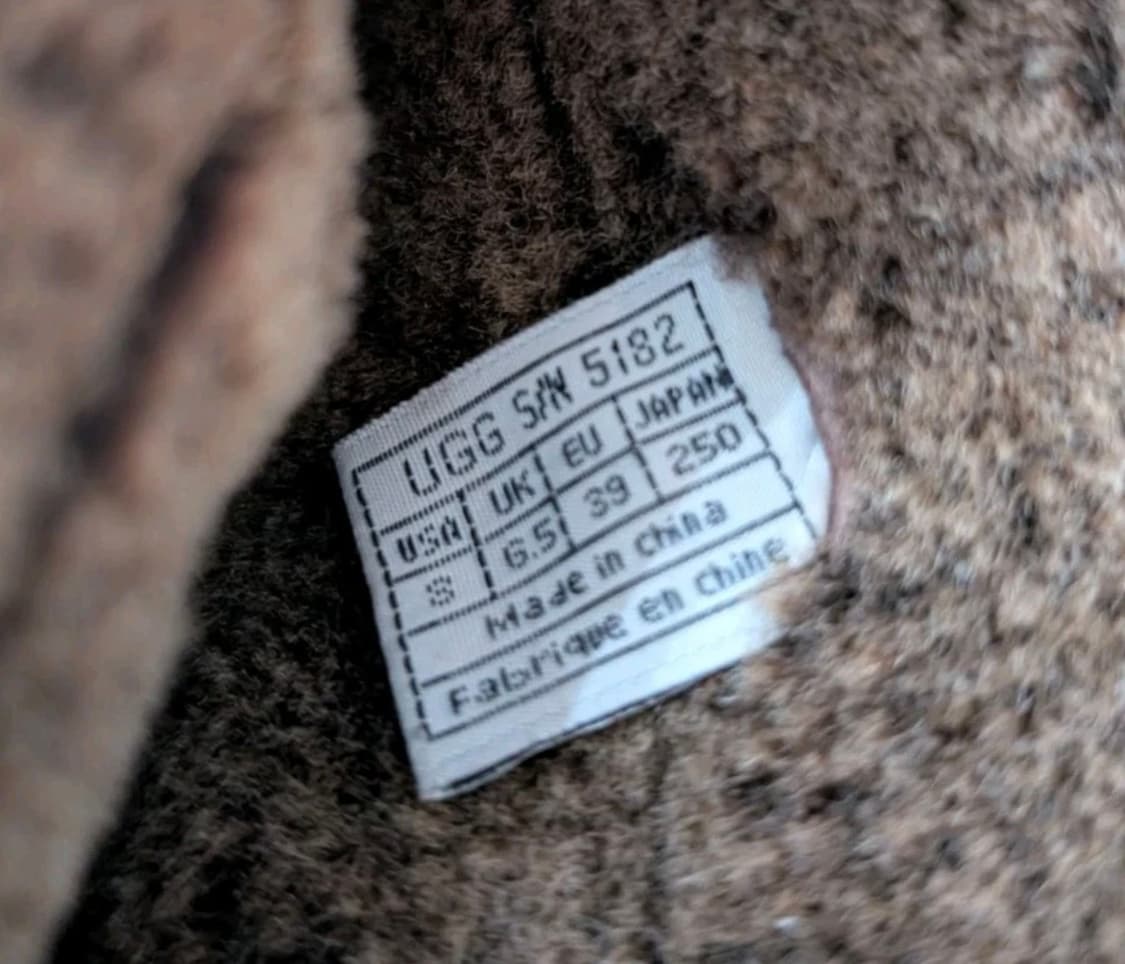 UGG S/N 5182
USA UK EU JAPAN
8 6.5 39 250
Made in china
Fabrique en chine